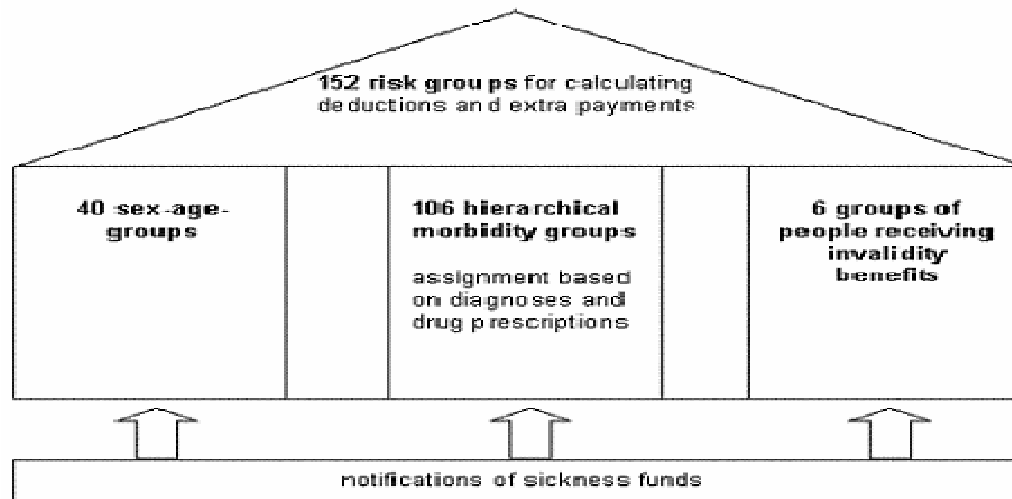 152 risk groups for calculating
deductions and extra payments
40 sex-age-
groups
106 hierarchical
morbidity groups
assignment based
on diagnoses and
drug prescriptions
6 groups of
people receiving
invalidity
benefits
notifications of sickness funds